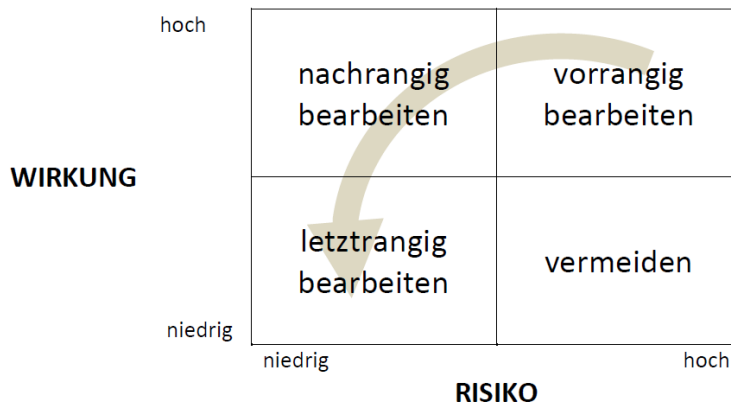 hoch
nachrangig
bearbeiten
vorrangig
bearbeiten
WIRKUNG
letztrangig
bearbeiten
vermeiden
niedrig
niedrig
hoch
RISIKO